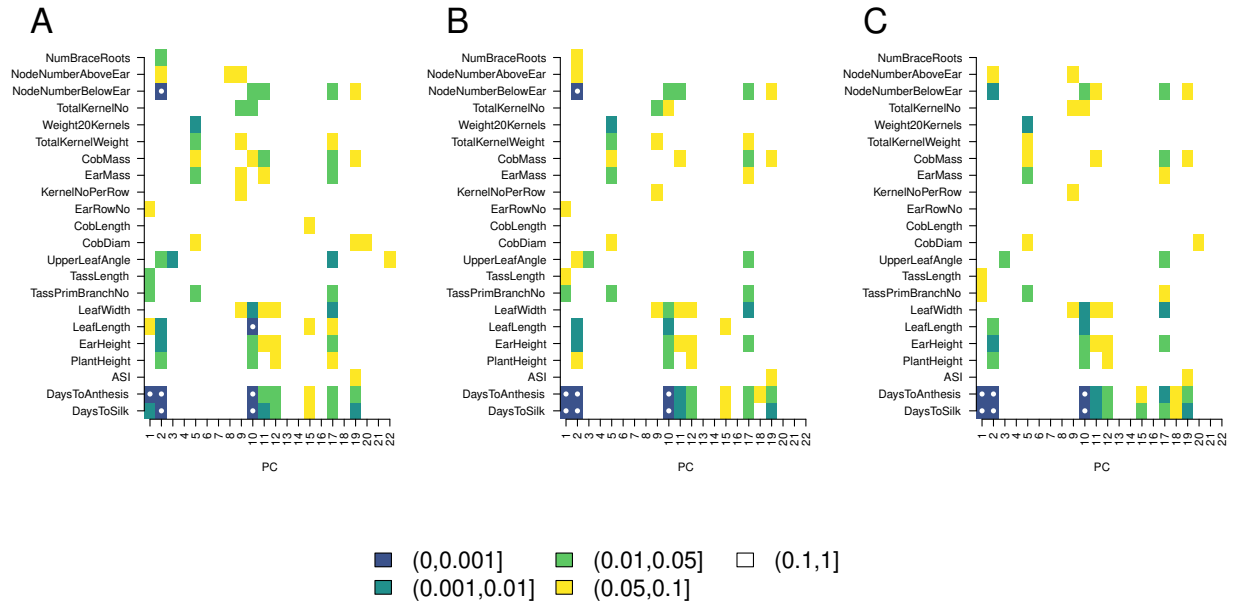 A
NumBraceRoots
NodeNumberAboveEar
NodeNumberBelowEar
TotalKernelNo
Weight20Kernels
TotalKernelWeight
CobMass
EarMass
KernelNoPerRow
EarRowNo
CobLength
CobDiam
UpperLeafAngle
TassLength
TassPrimBranchNo
LeafWidth
LeafLength
EarHeight
PlantHeight
ASI
DaysToAnthesis
DaysToSilk
1 2 3 4 5 6 7 8 9 10 11 12 13 14 15 16 17 18 19 20 21 22
PC
B
NumBraceRoots
NodeNumberAboveEar
NodeNumberBelowEar
TotalKernelNo
Weight20Kernels
TotalKernelWeight
CobMass
EarMass
KernelNoPerRow
EarRowNo
CobLength
CobDiam
UpperLeafAngle
TassLength
TassPrimBranchNo
LeafWidth
LeafLength
EarHeight
PlantHeight
ASI
DaysToAnthesis
DaysToSilk
1 2 3 4 5 6 7 8 9 10 11 12 13 14 15 16 17 18 19 20 21 22
PC
C
NumBraceRoots
NodeNumberAboveEar
NodeNumberBelowEar
TotalKernelNo
Weight20Kernels
TotalKernelWeight
CobMass
EarMass
KernelNoPerRow
EarRowNo
CobLength
CobDiam
UpperLeafAngle
TassLength
TassPrimBranchNo
LeafWidth
LeafLength
EarHeight
PlantHeight
ASI
DaysToAnthesis
DaysToSilk
1 2 3 4 5 6 7 8 9 10 11 12 13 14 15 16 17 18 19 20 21 22
PC
(0,0.001]
(0.001,0.01]
(0.01,0.05]
(0.05,0.1]
(0.1,1]